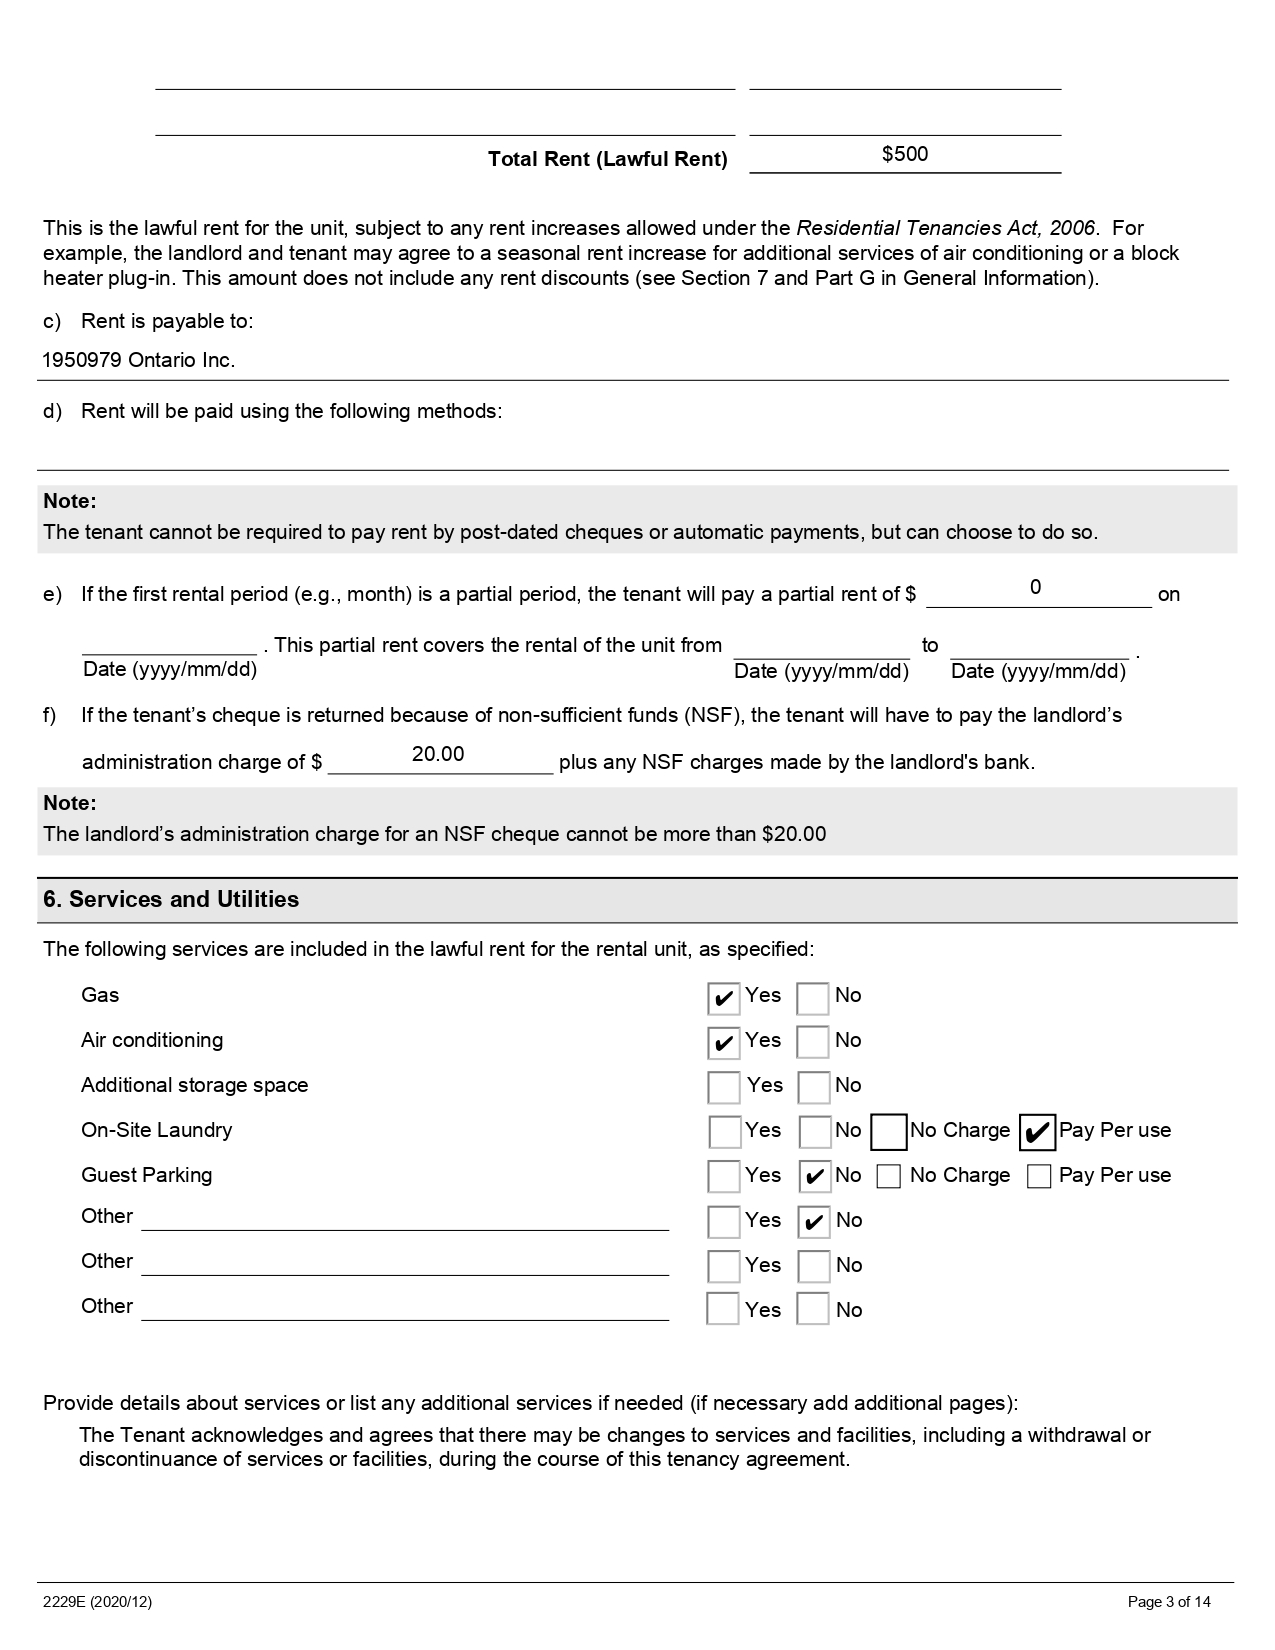 Total Rent (Lawful Rent) $500
This is the lawful rent for the unit, subject to any rent increases allowed under the Residential Tenancies Act, 2006. For
example, the landlord and tenant may agree to a seasonal rent increase for additional services of air conditioning or a block
heater plug-in. This amount does not include any rent discounts (see Section 7 and Part G in General Information).
c) Rent is payable to:
1950979 Ontario Inc.
d) Rent will be paid using the following methods:
Note:
The tenant cannot be required to pay rent by post-dated cheques or automatic payments, but can choose to do so.
e) If the first rental period (e.g., month) is a partial period, the tenant will pay a partial rent of $ 0 on
. This partial rent covers the rental of the unit from to .
Date (yyyy/mm/dd) Date (yyyy/mm/dd) Date (yyyy/mm/dd)
f) If the tenant’s cheque is returned because of non-sufficient funds (NSF), the tenant will have to pay the landlord’s
administration charge of $ 20.00 plus any NSF charges made by the landlord's bank.
Note:
The landlord’s administration charge for an NSF cheque cannot be more than $20.00
6. Services and Utilities
The following services are included in the lawful rent for the rental unit, as specified:
Gas ✔ Yes No
Air conditioning ✔ Yes No
Additional storage space Yes No
On-Site Laundry Yes No No Charge ✔ Pay Per use
Guest Parking Yes ✔ No No Charge Pay Per use
Other Yes ✔ No
Other Yes No
Other Yes No
Provide details about services or list any additional services if needed (if necessary add additional pages):
The Tenant acknowledges and agrees that there may be changes to services and facilities, including a withdrawal or
discontinuance of services or facilities, during the course of this tenancy agreement.
2229E (2020/12) Page 3 of 14